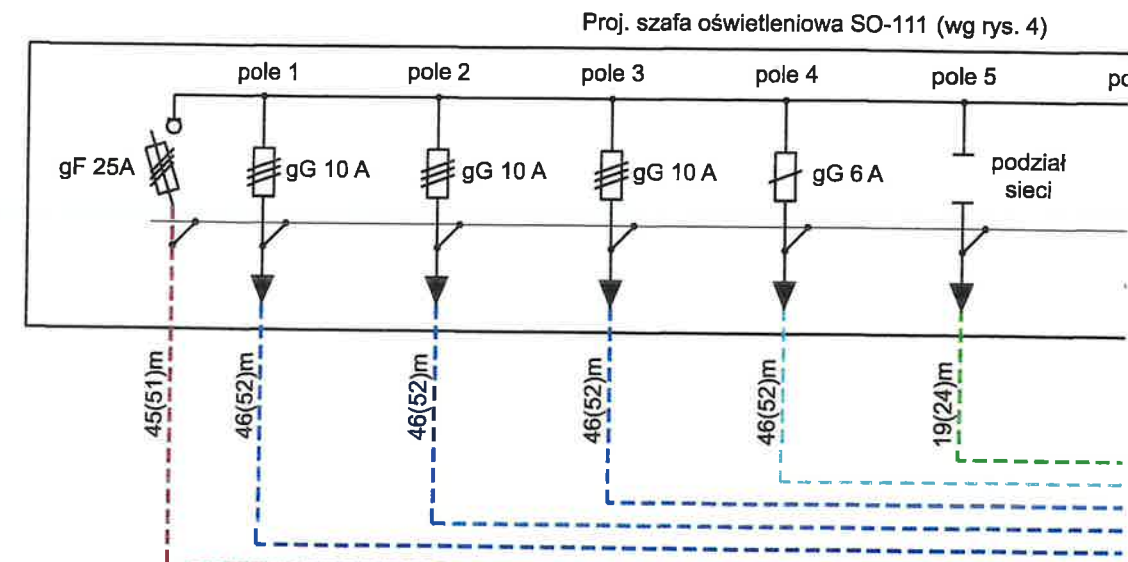 Proj. szafa oświetleniowa SO-111 (wg rys. 4)
pole 1
pole 2
pole 3
pole 4
pole 5
gF 25A
gG 10 A
gG 10 A
gG 10 A
gG 6 A
podział
sieci
45(51)m
46(52)m
46(52)m
46(52)m
46(52)m
19(24)m